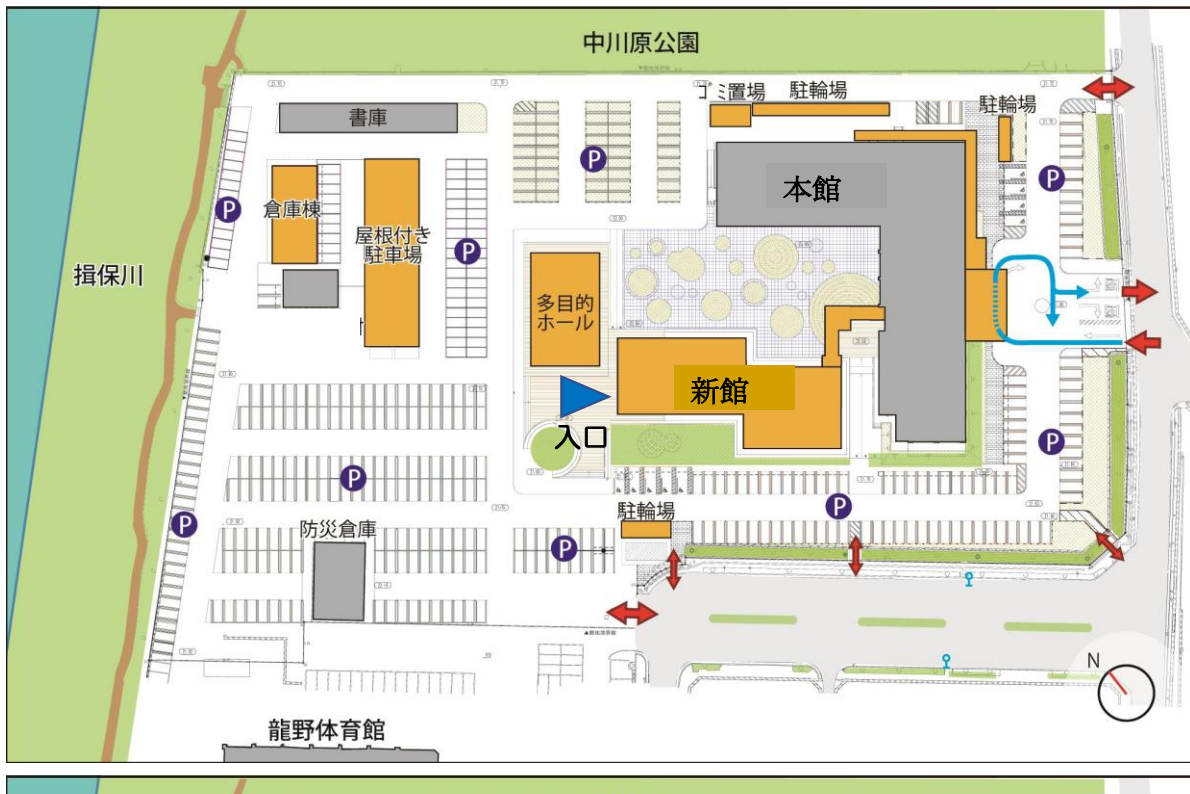 中川原公園
ゴミ置場
駐輪場
駐輪場
書庫
本館
P
P
倉庫棟
P
屋根付き
駐車場
P
揖保川
多目的
ホール
新館
入口
P
P
P
駐輪場
P
防災倉庫
P
N
龍野体育館